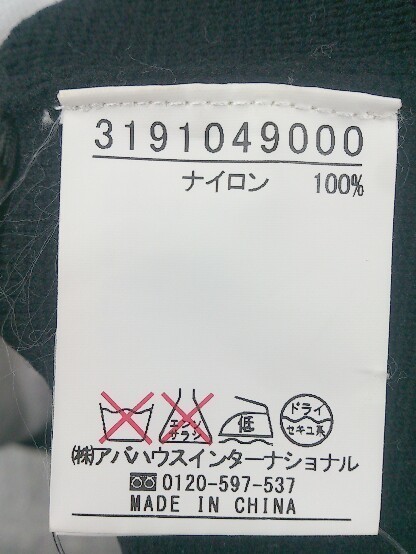 3191049000
ナイロン 100%
エンソ サラシ 低 ドライ セキユ系
㈱アバハウスインターナショナル
0120-597-537
MADE IN CHINA